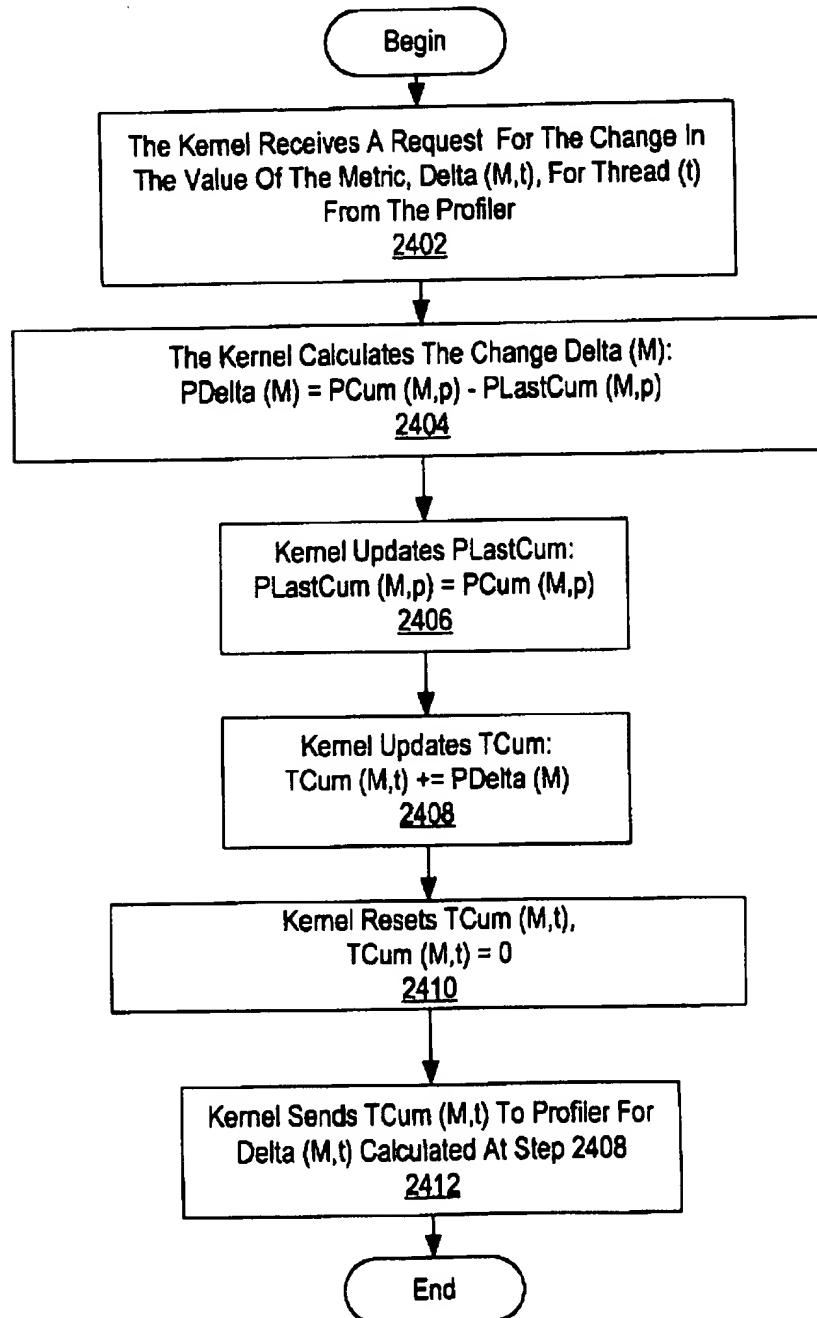 Begin
The Kernel Receives A Request For The Change In
The Value Of The Metric, Delta (M,t), For Thread (t)
From The Profiler
2402
The Kernel Calculates The Change Delta (M):
PDelta (M) = PCum (M,p) - PLastCum (M,p)
2404
Kernel Updates PLastCum:
PLastCum (M,p) = PCum (M,p)
2406
Kernel Updates TCum:
TCum (M,t) += PDelta (M)
2408
Kernel Resets TCum (M,t),
TCum (M,t) = 0
2410
Kernel Sends TCum (M,t) To Profiler For
Delta (M,t) Calculated At Step 2408
2412
End